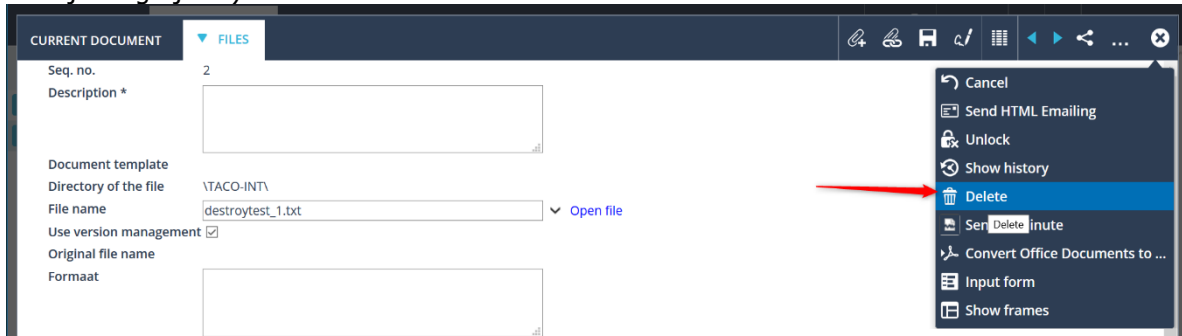 CURRENT DOCUMENT
FILES
...
Seq. no. 2
Description *
Document template
Directory of the file \TACO-INT\
File name destroytest_1.txt Open file
Use version management
Original file name
Formaat
Cancel
Send HTML Emailing
Unlock
Show history
Delete
Sen Delete inute
Convert Office Documents to ...
Input form
Show frames